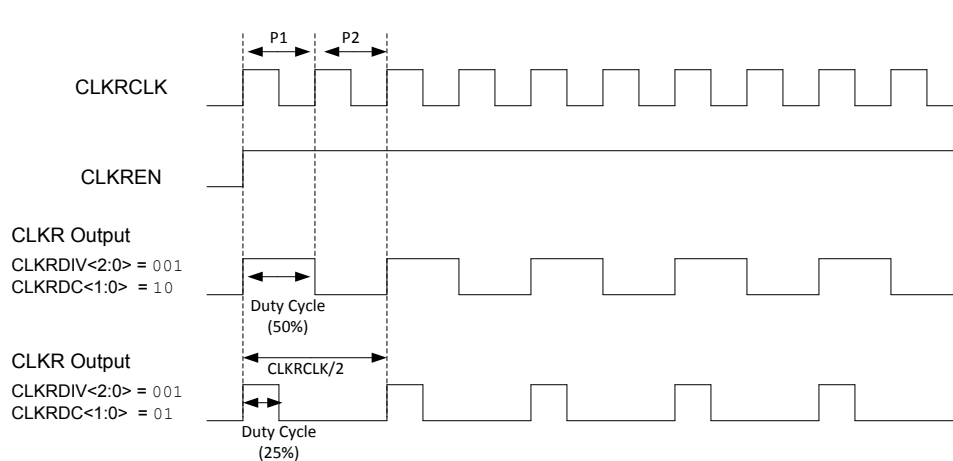 P1 P2
CLKRCLK
CLKREN
CLKR Output
CLKRDIV<2:0> = 001
CLKRDC<1:0> = 10
Duty Cycle
(50%)
CLKR Output
CLKRCLK/2
CLKRDIV<2:0> = 001
CLKRDC<1:0> = 01
Duty Cycle
(25%)